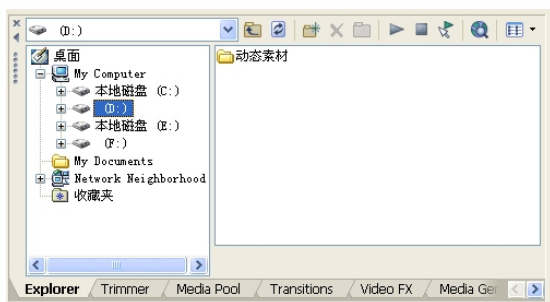 (D:)
桌面
My Computer
本地磁盘 (C:)
(D:)
本地磁盘 (E:)
(F:)
My Documents
Network Neighborhood
收藏夹
动态素材
Explorer Trimmer Media Pool Transitions Video FX Media Ger